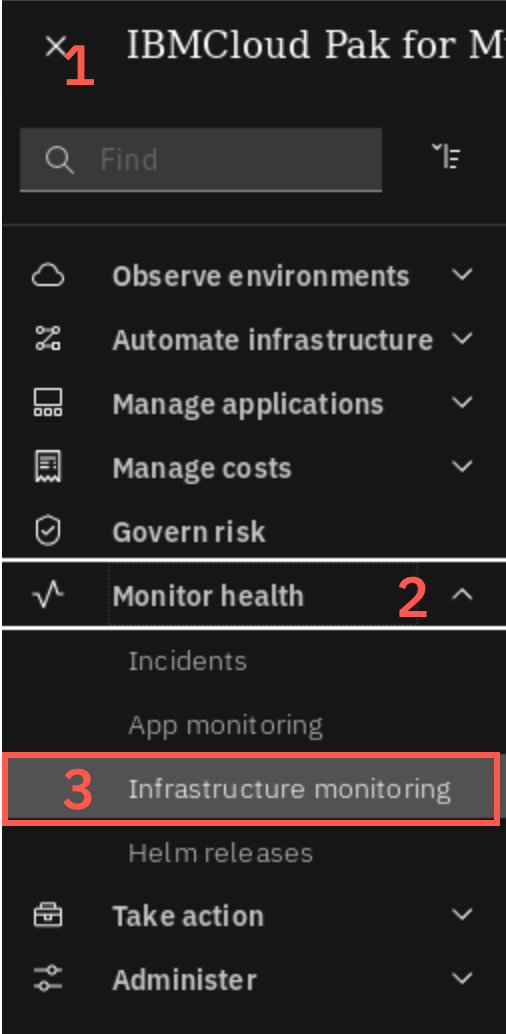 1
IBMCloud Pak for M
Find
Observe environments
Automate infrastructure
Manage applications
Manage costs
Govern risk
Monitor health 2
Incidents
App monitoring
3 Infrastructure monitoring
Helm releases
Take action
Administer